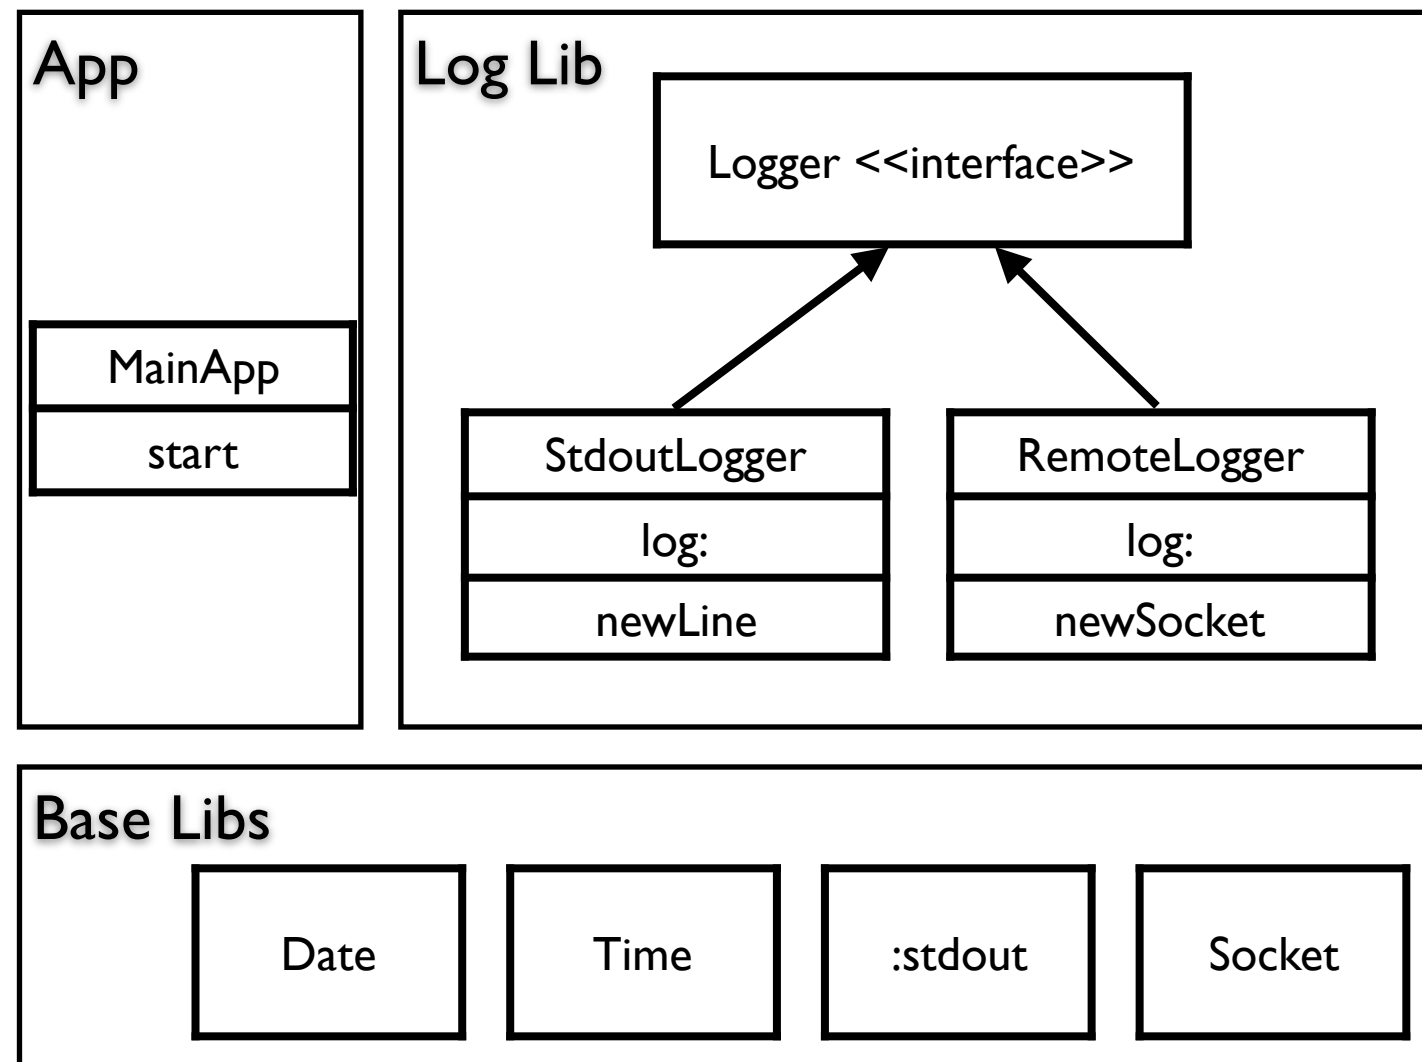 App
MainApp
start
Log Lib
Logger <<interface>>
StdoutLogger
log:
newLine
RemoteLogger
log:
newSocket
Base Libs
Date
Time
:stdout
Socket